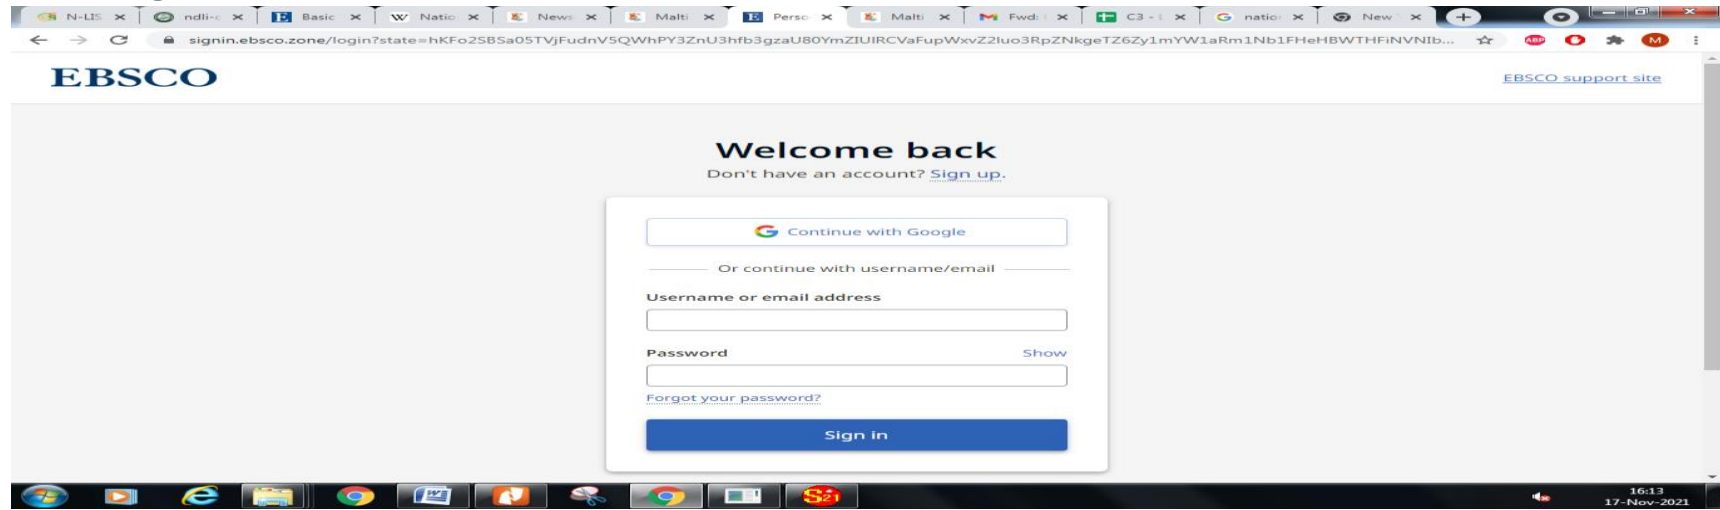 N-LIS ndli-c Basic Natio News Malti Perso Malti Fwd: C3 - natio New
signin.ebsco.zone/login?state=
EBSCO
EBSCO support site
Welcome back
Don't have an account? Sign up.
Continue with Google
Or continue with username/email
Username or email address
Password Show
Forgot your password?
Sign in
16:13
17-Nov-2021